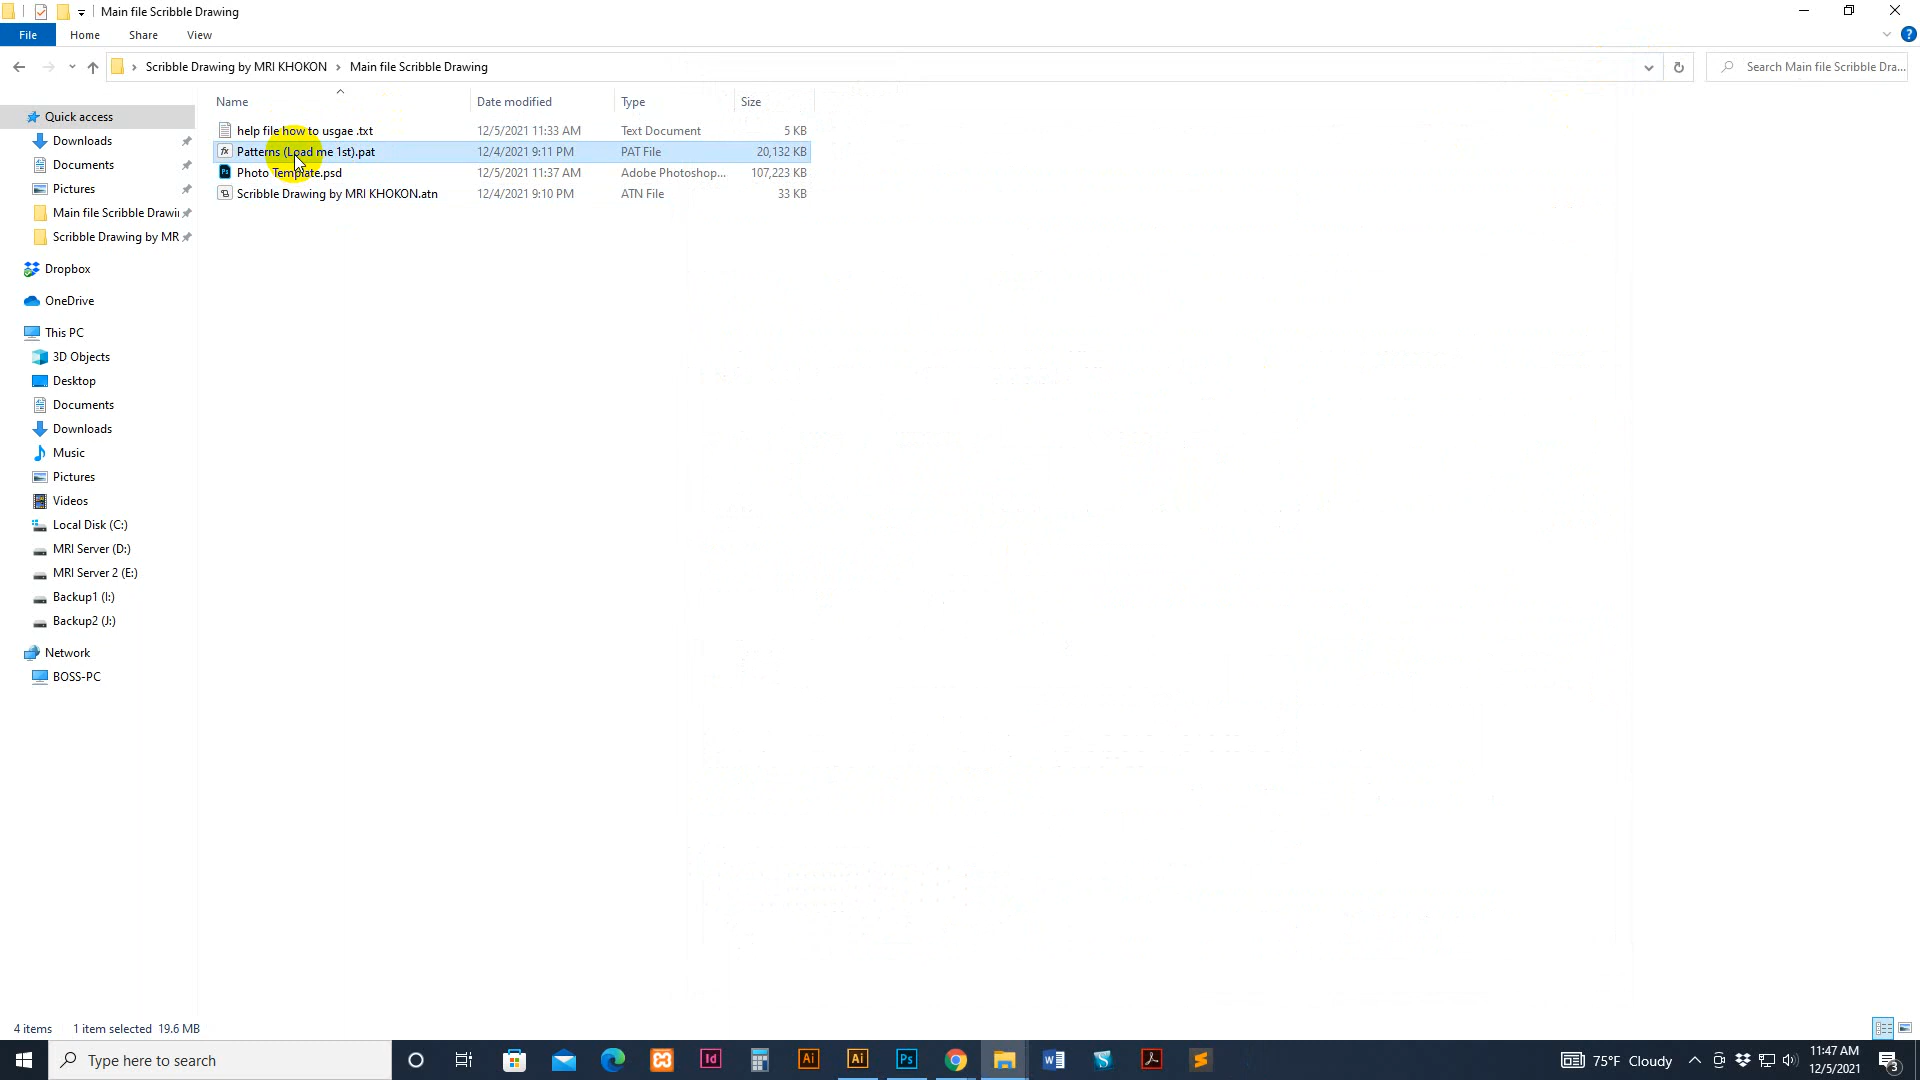 Main file Scribble Drawing
File Home Share View
Scribble Drawing by MRI KHOKON Main file Scribble Drawing Search Main file Scribble Dra...
Name Date modified Type Size
Quick access
Downloads
Documents
Pictures
Main file Scribble Drawi
Scribble Drawing by MR
Dropbox
OneDrive
This PC
3D Objects
Desktop
Documents
Downloads
Music
Pictures
Videos
Local Disk (C:)
MRI Server (D:)
MRI Server 2 (E:)
Backup1 (I:)
Backup2 (J:)
Network
BOSS-PC
help file how to usgae .txt 12/5/2021 11:33 AM Text Document 5 KB
Patterns (Load me 1st).pat 12/4/2021 9:11 PM PAT File 20,132 KB
Photo Template.psd 12/5/2021 11:37 AM Adobe Photoshop... 107,223 KB
Scribble Drawing by MRI KHOKON.atn 12/4/2021 9:10 PM ATN File 33 KB
4 items 1 item selected 19.6 MB
Type here to search
75°F Cloudy
11:47 AM
12/5/2021
3